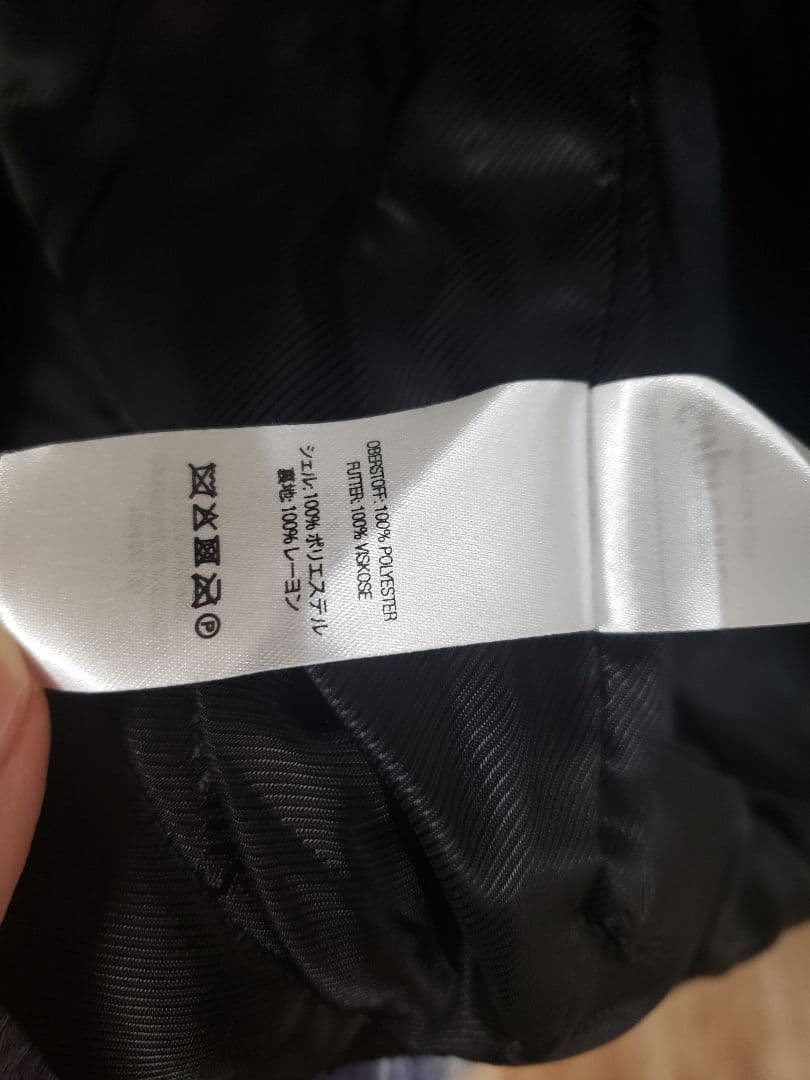 OBERSTOFF: 100% POLYESTER
FUTTER: 100% VISKOSE
シェル: 100% ポリエステル
裏地: 100% レーヨン
P